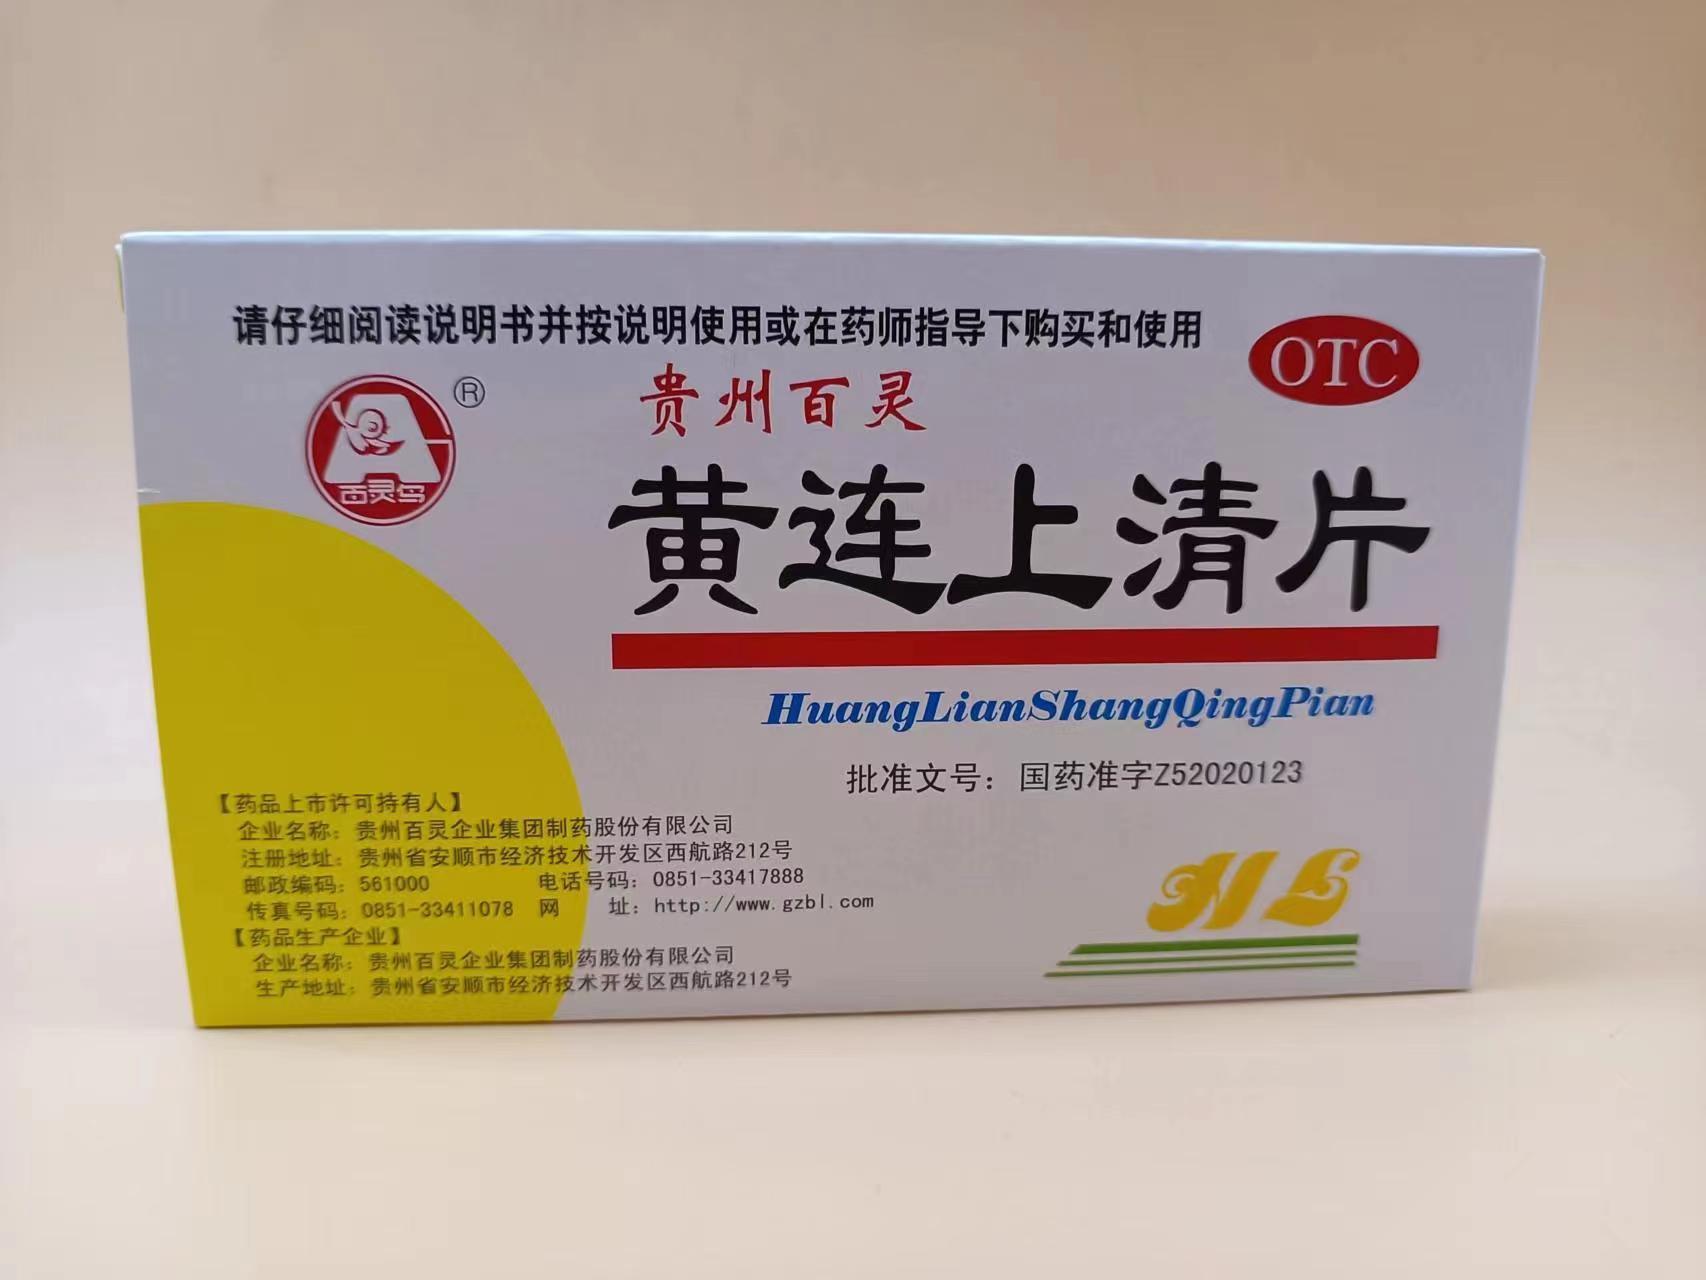 请仔细阅读说明书并按说明使用或在药师指导下购买和使用
OTC
百灵鸟
®
贵州百灵
黄连上清片
HuangLianShangQingPian
批准文号：国药准字Z52020123
【药品上市许可持有人】
企业名称：贵州百灵企业集团制药股份有限公司
注册地址：贵州省安顺市经济技术开发区西航路212号
邮政编码：561000 电话号码：0851-33417888
传真号码：0851-33411078 网 址：http://www.gzbl.com
【药品生产企业】
企业名称：贵州百灵企业集团制药股份有限公司
生产地址：贵州省安顺市经济技术开发区西航路212号
HL